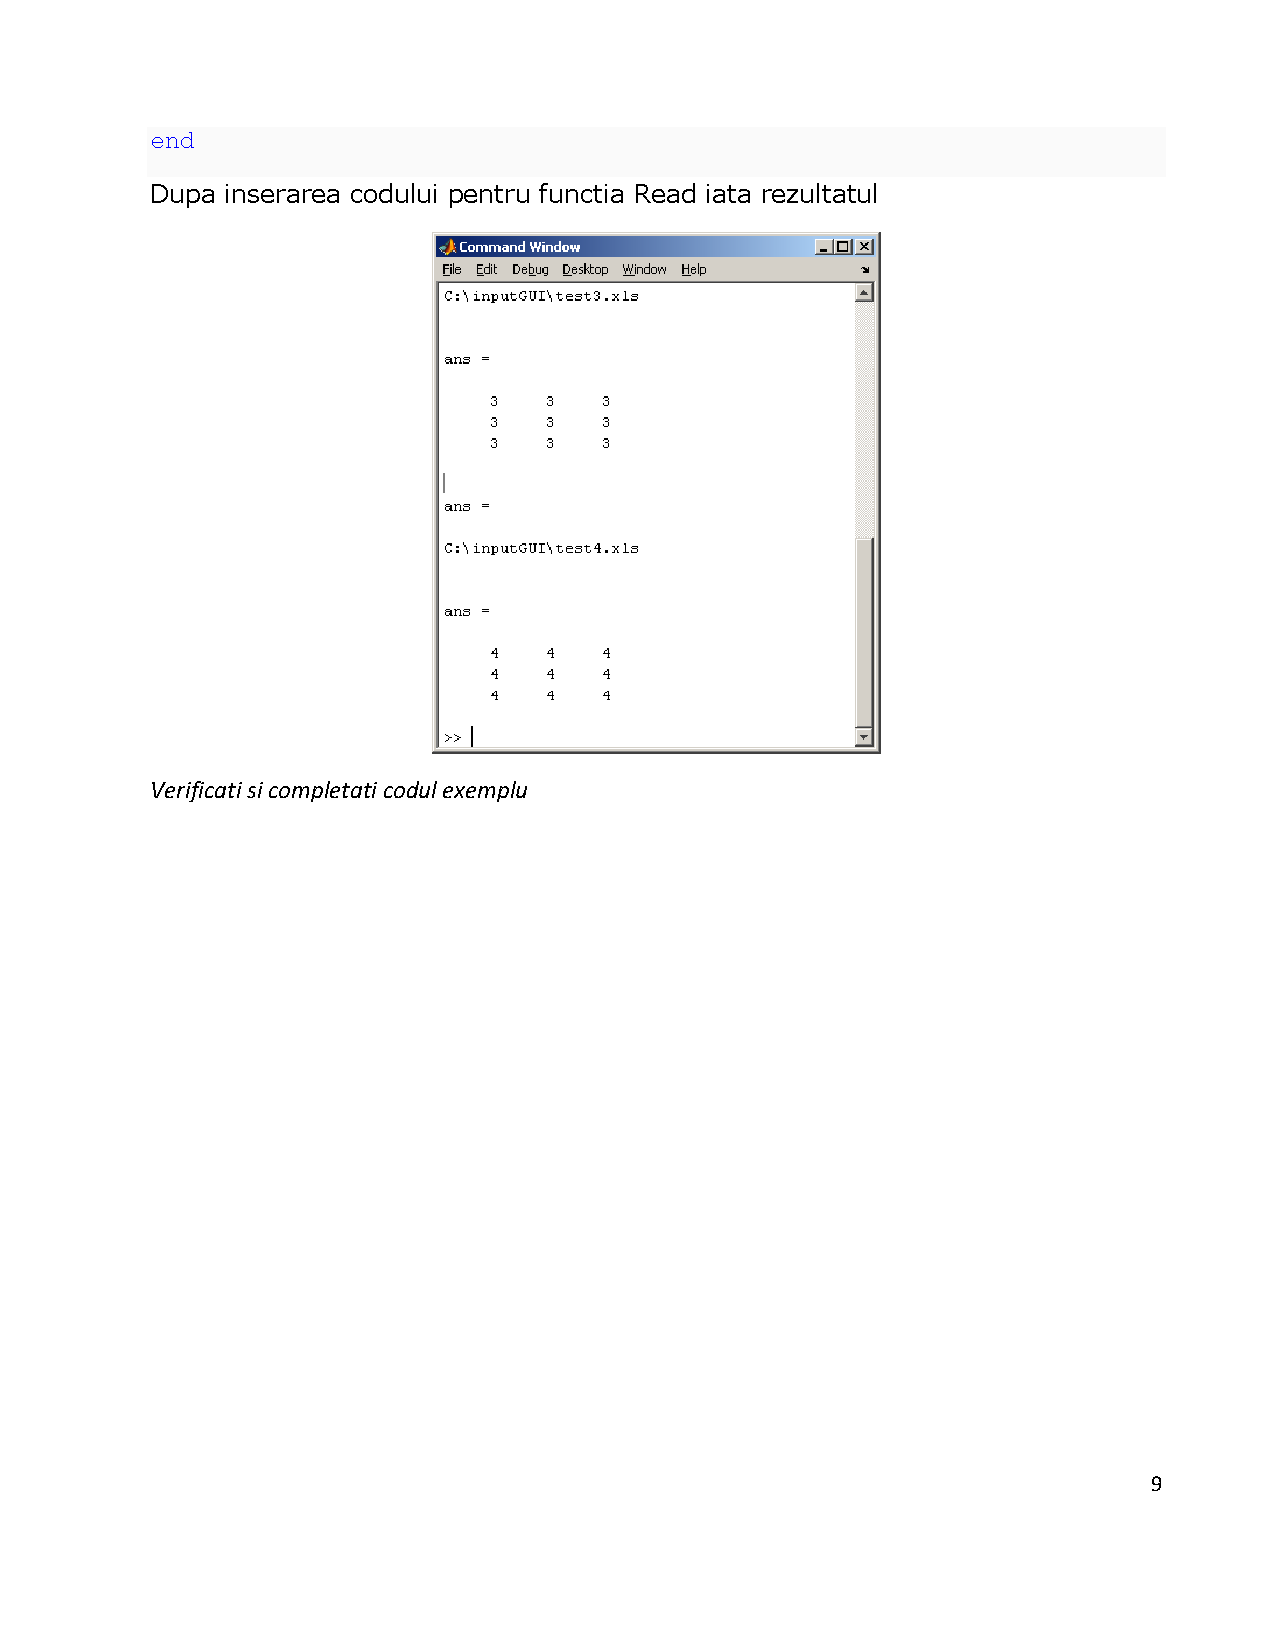 end
Dupa inserarea codului pentru functia Read iata rezultatul
Command Window
File Edit Debug Desktop Window Help
C:\inputGUI\test3.xls
ans =
3 3 3
3 3 3
3 3 3
ans =
C:\inputGUI\test4.xls
ans =
4 4 4
4 4 4
4 4 4
>>
Verificati si completati codul exemplu
9